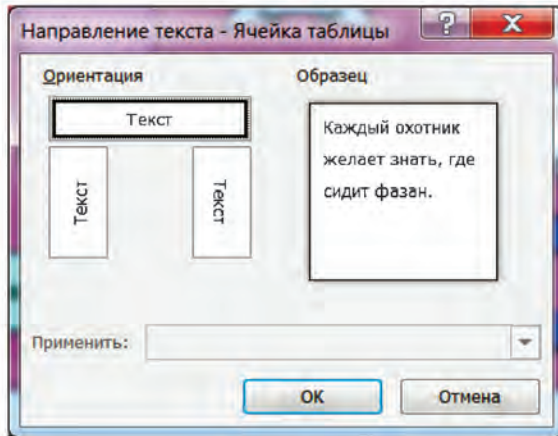 Направление текста - Ячейка таблицы
Ориентация
Образец
Текст
Текст
Текст
Каждый охотник
желает знать, где
сидит фазан.
Применить:
ОК
Отмена